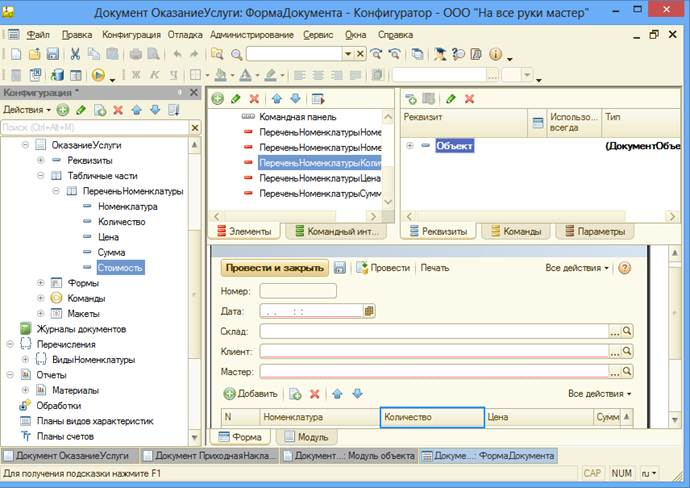 Документ ОказаниеУслуги: ФормаДокумента - Конфигуратор - ООО "На все руки мастер"
Файл Правка Конфигурация Отладка Администрирование Сервис Окна Справка
Конфигурация *
Действия
Поиск (Ctrl+Alt+M)
ОказаниеУслуги
Реквизиты
Табличные части
ПереченьНоменклатуры
Номенклатура
Количество
Цена
Сумма
Стоимость
Формы
Команды
Макеты
Журналы документов
Перечисления
ВидыНоменклатуры
Отчеты
Материалы
Обработки
Планы видов характеристик
Планы счетов
Командная панель
ПереченьНоменклатурыНоме
ПереченьНоменклатурыНоме
ПереченьНоменклатурыКолич
ПереченьНоменклатурыЦена
ПереченьНоменклатурыСумм
Элементы Командный инт...
Реквизит Использо... всегда Тип
Объект (ДокументОбъе
Реквизиты Команды Параметры
Провести и закрыть Провести Печать Все действия
Номер:
Дата: . . : :
Склад:
Клиент:
Мастер:
Добавить Все действия
N Номенклатура Количество Цена Сумм
Форма Модуль
Документ ОказаниеУслуги Документ ПриходнаяНакла... Документ...: Модуль объекта Докуме...: ФормаДокумента
Для получения подсказки нажмите F1 CAP NUM ru